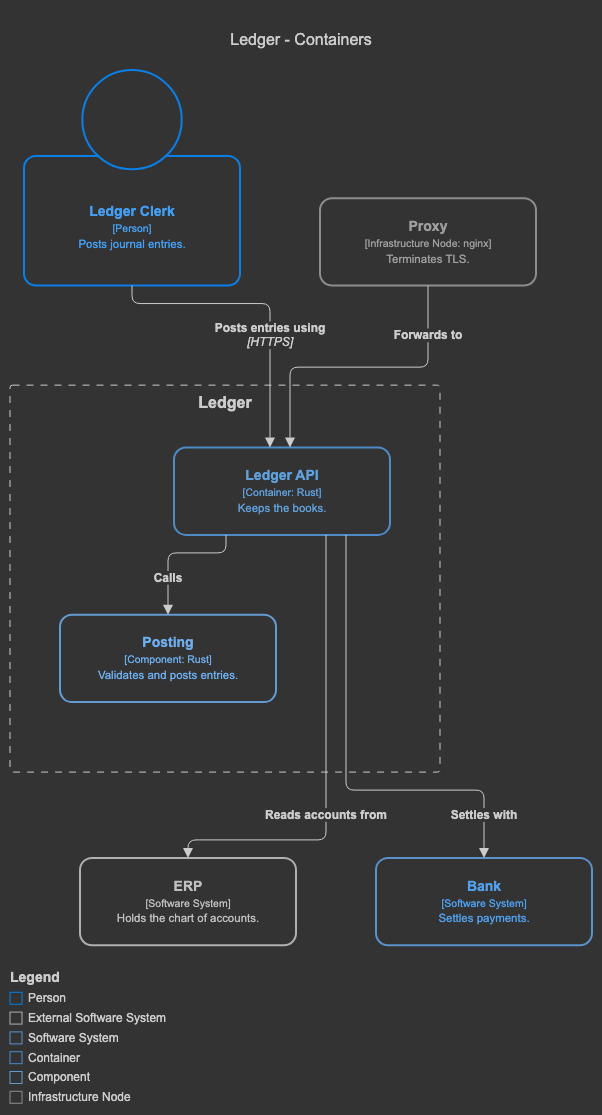 Ledger - Containers
Ledger Clerk
[Person]
Posts journal entries.
Proxy
[Infrastructure Node: nginx]
Terminates TLS.
Posts entries using
[HTTPS]
Forwards to
Ledger
Ledger API
[Container: Rust]
Keeps the books.
Calls
Posting
[Component: Rust]
Validates and posts entries.
Reads accounts from
Settles with
ERP
[Software System]
Holds the chart of accounts.
Bank
[Software System]
Settles payments.
Legend
Person
External Software System
Software System
Container
Component
Infrastructure Node